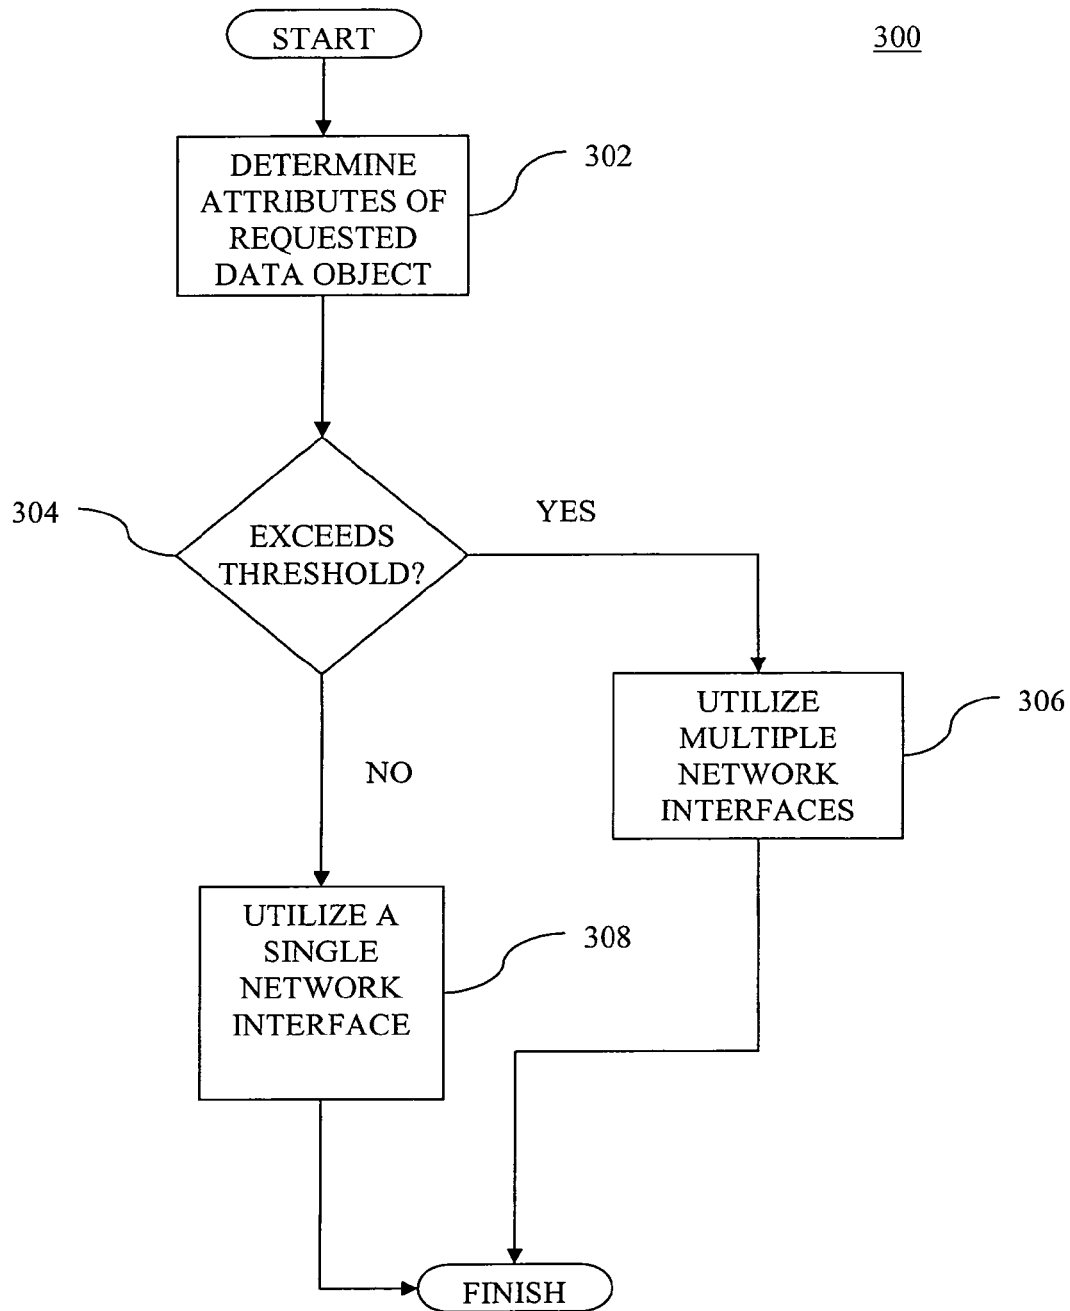 START
300
DETERMINE
ATTRIBUTES OF
REQUESTED
DATA OBJECT
302
304
EXCEEDS
THRESHOLD?
YES
NO
UTILIZE
MULTIPLE
NETWORK
INTERFACES
306
UTILIZE A
SINGLE
NETWORK
INTERFACE
308
FINISH